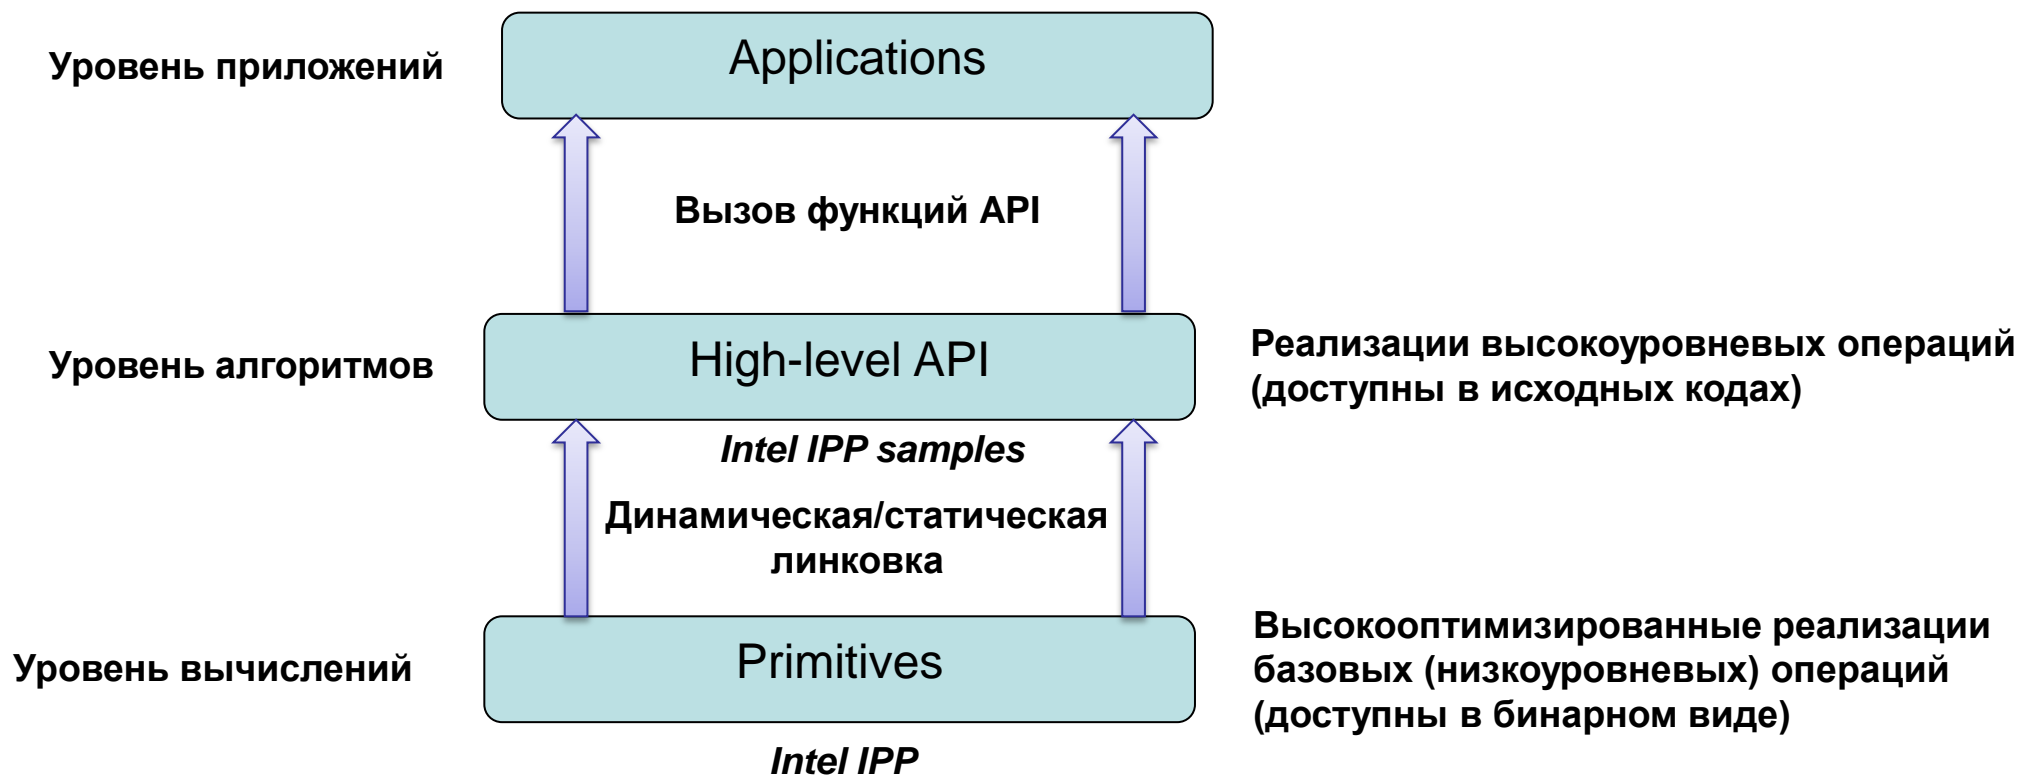 Уровень приложений
Applications
Вызов функций API
Уровень алгоритмов
High-level API
Реализации высокоуровневых операций
(доступны в исходных кодах)
Intel IPP samples
Динамическая/статическая
линковка
Уровень вычислений
Primitives
Высокооптимизированные реализации
базовых (низкоуровневых) операций
(доступны в бинарном виде)
Intel IPP